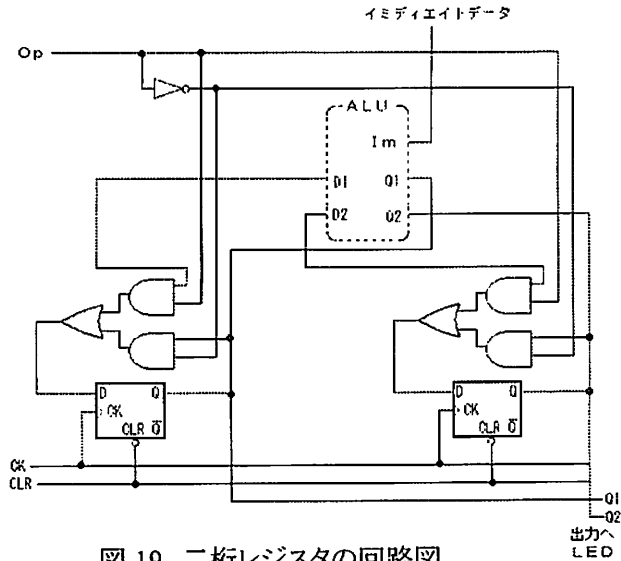 イミディエイトデータ
Op
ALU
Im
D1 Q1
D2 Q2
D Q
CK
CLR Q̅
D Q
CK
CLR Q̅
CK
CLR
Q1
Q2
出力へ
LED
図 19 二桁レジスタの回路図